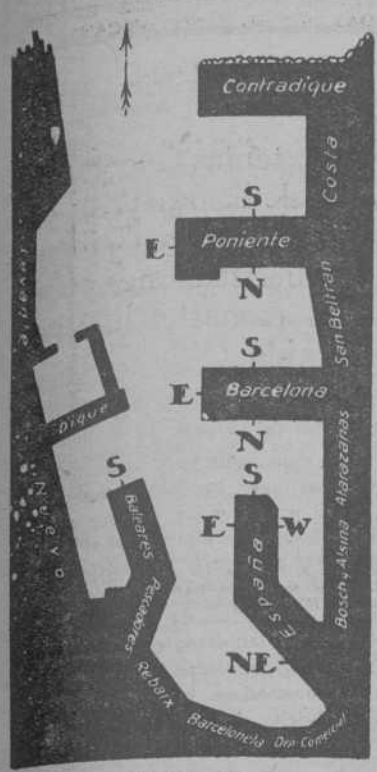 Contradique
Costa
S
E
Poniente
N
San Beltran
Levante
S
E
Barcelona
N
Dique
Atarazanas
S
S
Baleares
E
W
España
Nuevo
Bosch y Alsina
Pescadores
NE
Rebaix
Barceloneta
Dep. Comercial